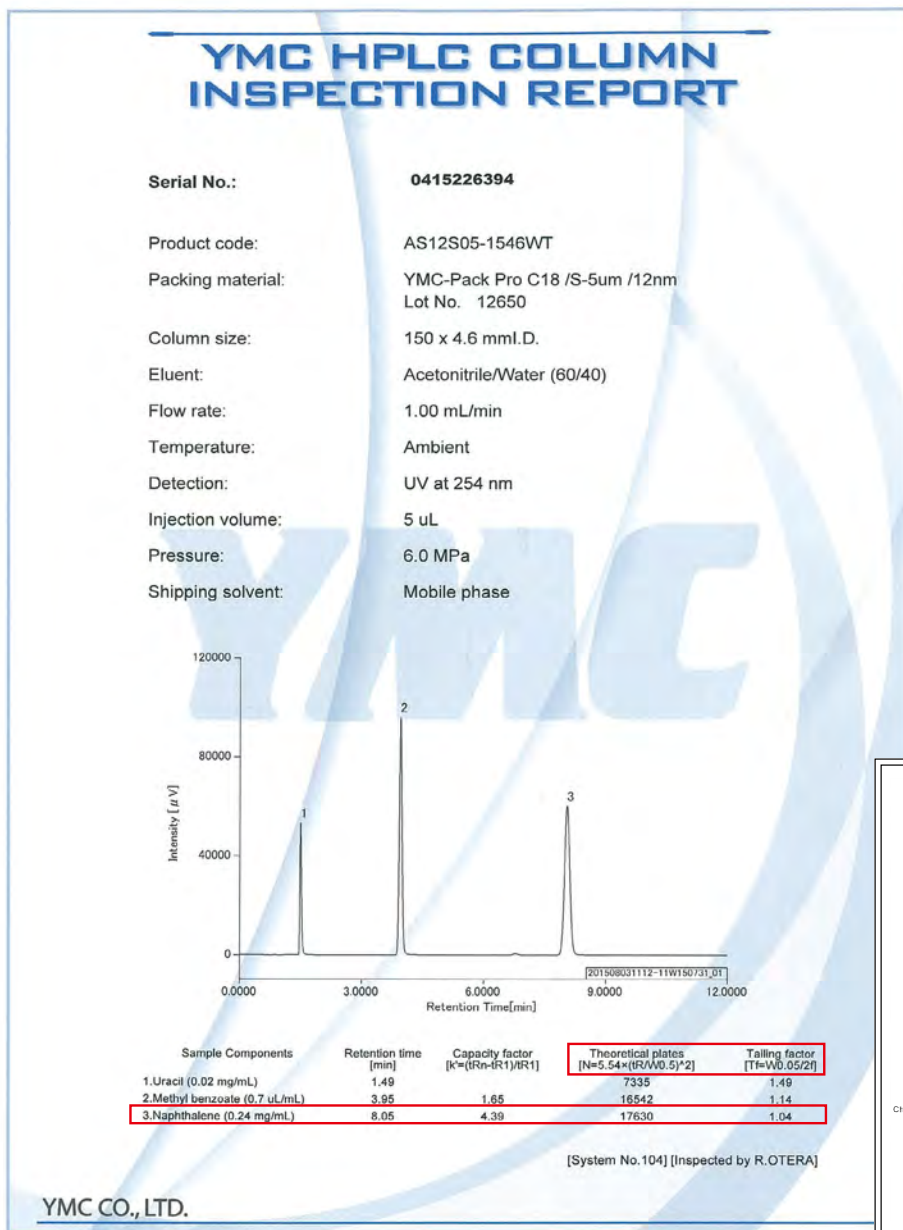 YMC HPLC COLUMN
INSPECTION REPORT
Serial No.: 0415226394
Product code: AS12S05-1546WT
Packing material: YMC-Pack Pro C18 /S-5um /12nm
Lot No. 12650
Column size: 150 x 4.6 mmI.D.
Eluent: Acetonitrile/Water (60/40)
Flow rate: 1.00 mL/min
Temperature: Ambient
Detection: UV at 254 nm
Injection volume: 5 uL
Pressure: 6.0 MPa
Shipping solvent: Mobile phase
YMC
120000
80000
40000
0
Intensity [μV]
1
2
3
201508031112-11W150731_01
0.0000 3.0000 6.0000 9.0000 12.0000
Retention Time[min]
Sample Components Retention time Capacity factor Theoretical plates Tailing factor
[min] [k'=(tRn-tR1)/tR1] [N=5.54×(tR/W0.5)^2] [Tf=W0.05/2f]
1.Uracil (0.02 mg/mL) 1.49 7335 1.49
2.Methyl benzoate (0.7 uL/mL) 3.95 1.65 16542 1.14
3.Naphthalene (0.24 mg/mL) 8.05 4.39 17630 1.04
[System No.104] [Inspected by R.OTERA]
YMC CO., LTD.